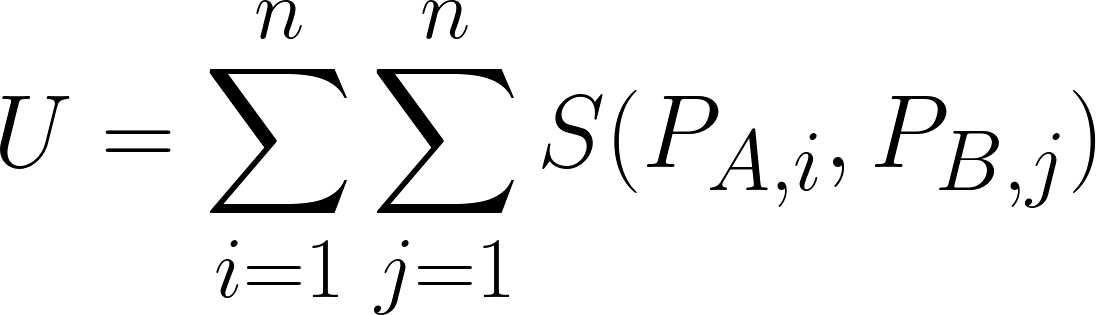 U = \sum_{i=1}^{n} \sum_{j=1}^{n} S(P_{A,i}, P_{B,j})